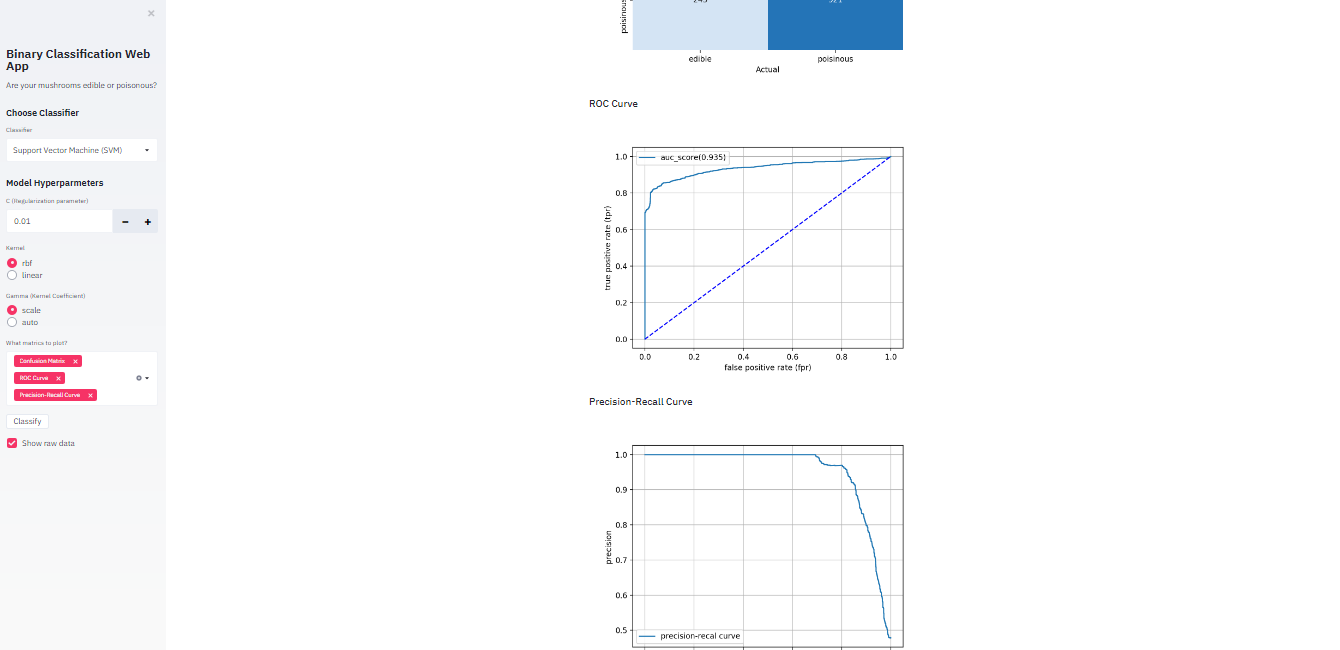 ×
Binary Classification Web
App
Are your mushrooms edible or poisonous?
Choose Classifier
Classifier
Support Vector Machine (SVM)
Model Hyperparmeters
C (Regularization parameter)
0.01
−
+
Kernel
rbf
linear
Gamma (Kernel Coefficient)
scale
auto
What matrics to plot?
Confusion Matrix ×
ROC Curve ×
Precision-Recall Curve ×
Classify
Show raw data
poisinous
edible
poisinous
Actual
ROC Curve
auc_score(0.935)
1.0
0.8
0.6
0.4
0.2
0.0
true positive rate (tpr)
0.0 0.2 0.4 0.6 0.8 1.0
false positive rate (fpr)
Precision-Recall Curve
1.0
0.9
0.8
0.7
0.6
0.5
precision
precision-recal curve